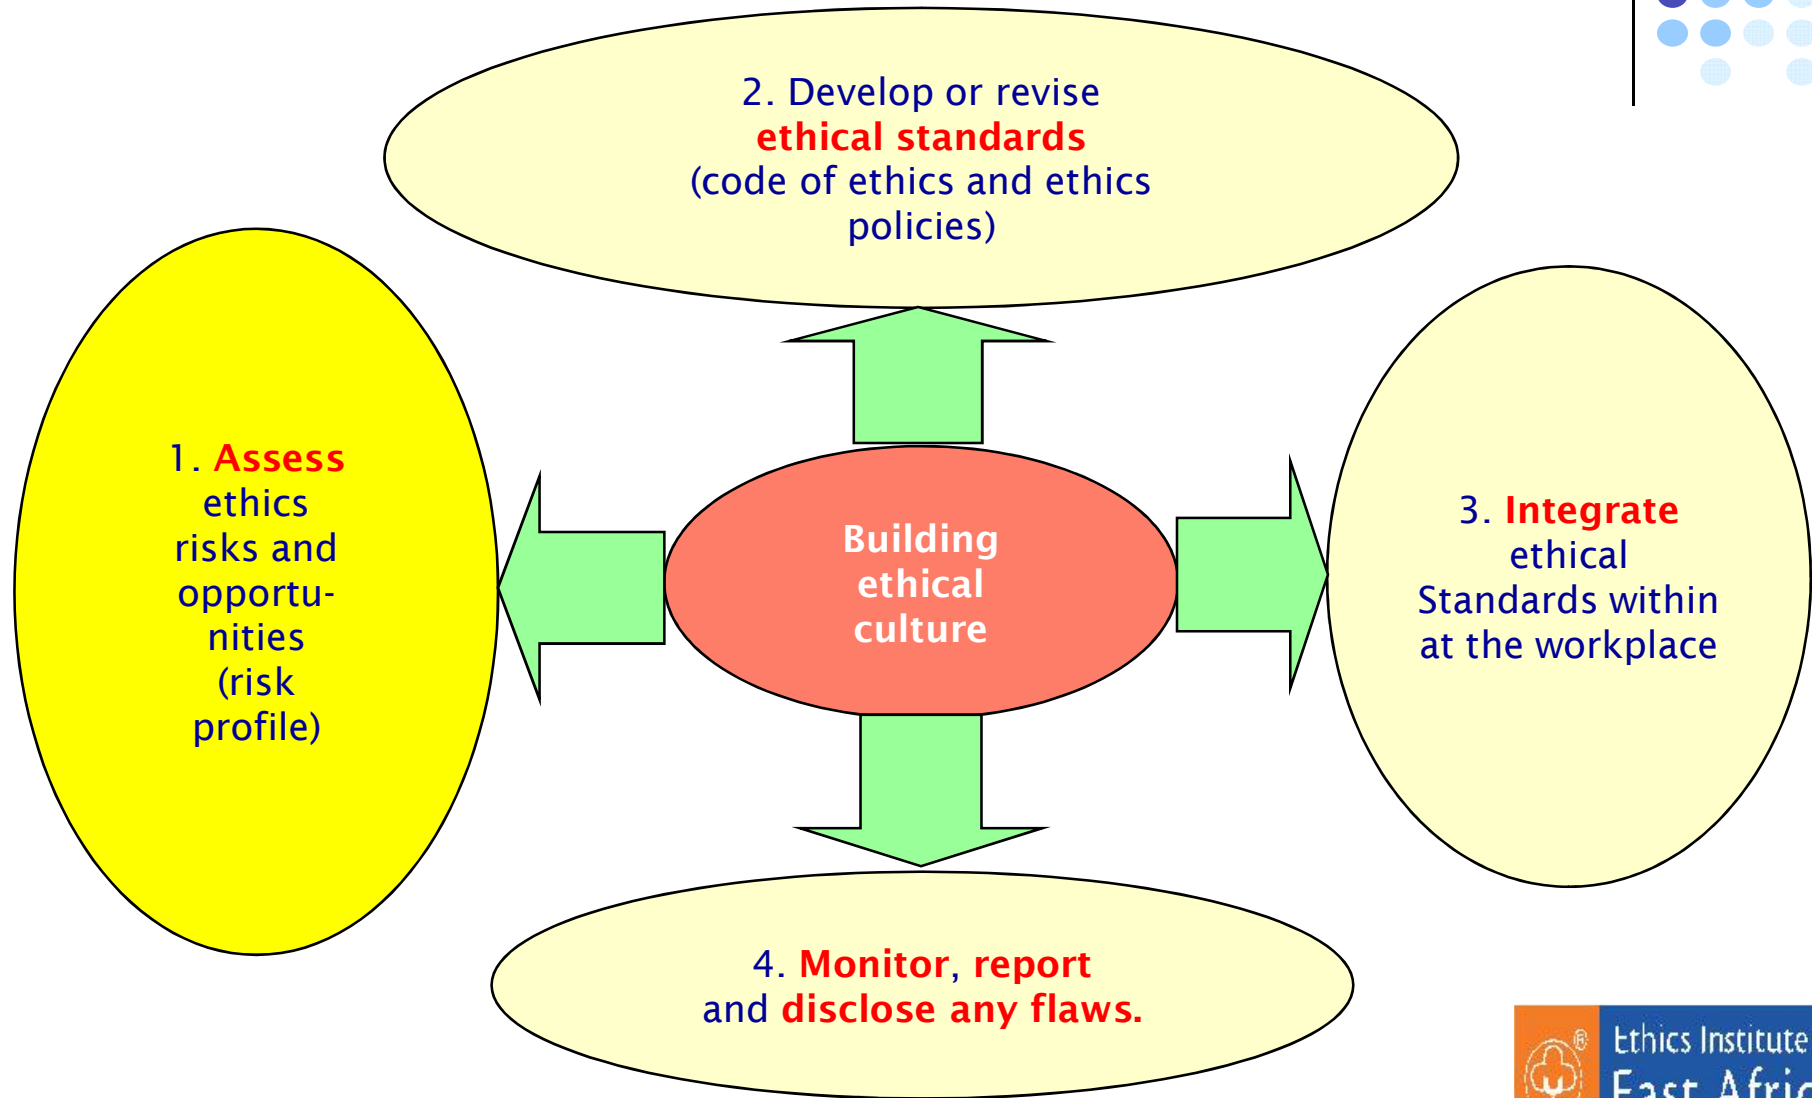 2. Develop or revise
ethical standards
(code of ethics and ethics
policies)
1. Assess
ethics
risks and
opportu-
nities
(risk
profile)
Building
ethical
culture
3. Integrate
ethical
Standards within
at the workplace
4. Monitor, report
and disclose any flaws.
Ethics Institute
East Afric